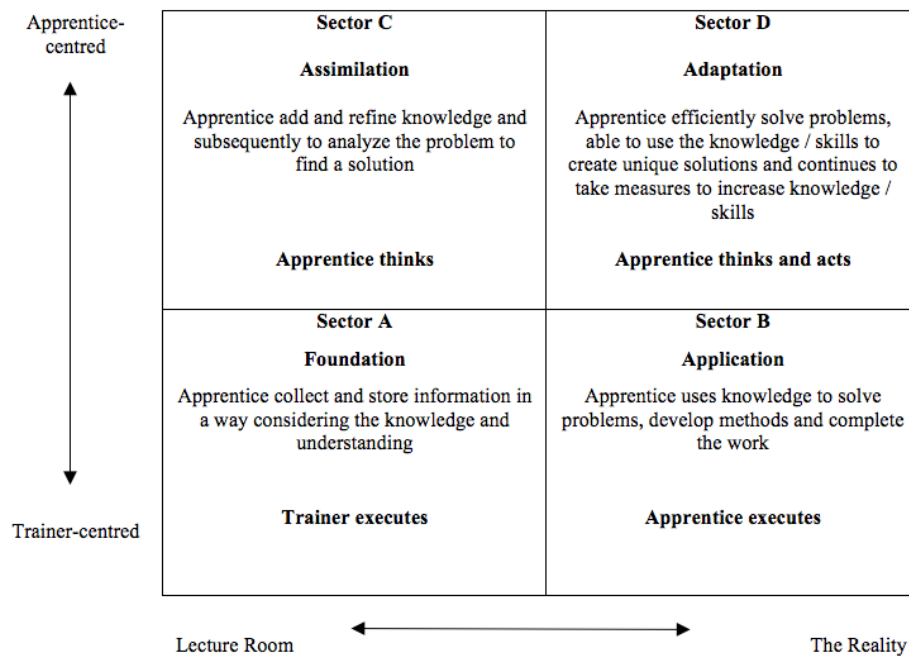 Apprentice-
centred
Sector C
Assimilation
Apprentice add and refine knowledge and
subsequently to analyze the problem to
find a solution
Apprentice thinks
Sector D
Adaptation
Apprentice efficiently solve problems,
able to use the knowledge / skills to
create unique solutions and continues to
take measures to increase knowledge /
skills
Apprentice thinks and acts
Sector A
Foundation
Apprentice collect and store information in
a way considering the knowledge and
understanding
Trainer executes
Sector B
Application
Apprentice uses knowledge to solve
problems, develop methods and complete
the work
Apprentice executes
Trainer-centred
Lecture Room
The Reality